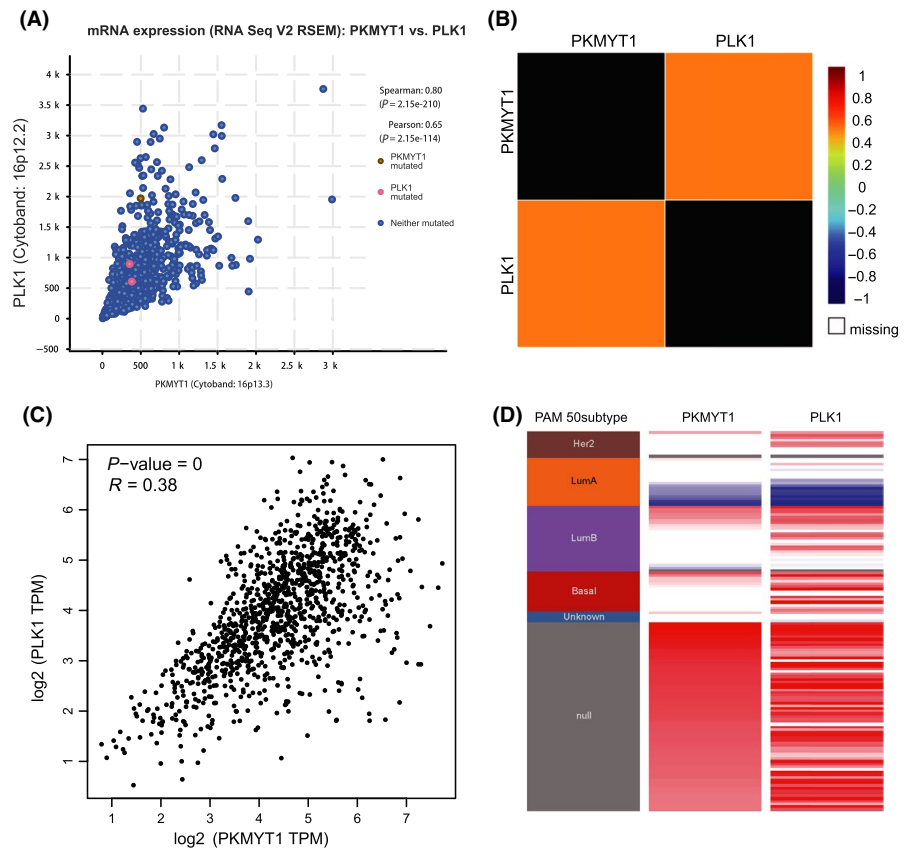 (A)
mRNA expression (RNA Seq V2 RSEM): PKMYT1 vs. PLK1
PLK1 (Cytoband: 16p12.2)
4 k
3.5 k
3 k
2.5 k
2 k
1.5 k
1 k
500
0
−500
0
500
1 k
1.5 k
2 k
2.5 k
3 k
PKMYT1 (Cytoband: 16p13.3)
Spearman: 0.80
(P = 2.15e-210)
Pearson: 0.65
(P = 2.15e-114)
PKMYT1
mutated
PLK1
mutated
Neither mutated
(B)
PKMYT1
PLK1
PKMYT1
PLK1
1
0.8
0.6
0.4
0.2
0
−0.2
−0.4
−0.6
−0.8
−1
missing
(C)
P−value = 0
R = 0.38
log2 (PLK1 TPM)
7
6
5
4
3
2
1
1
2
3
4
5
6
7
log2 (PKMYT1 TPM)
(D)
PAM 50subtype
PKMYT1
PLK1
Her2
LumA
LumB
Basal
Unknown
null